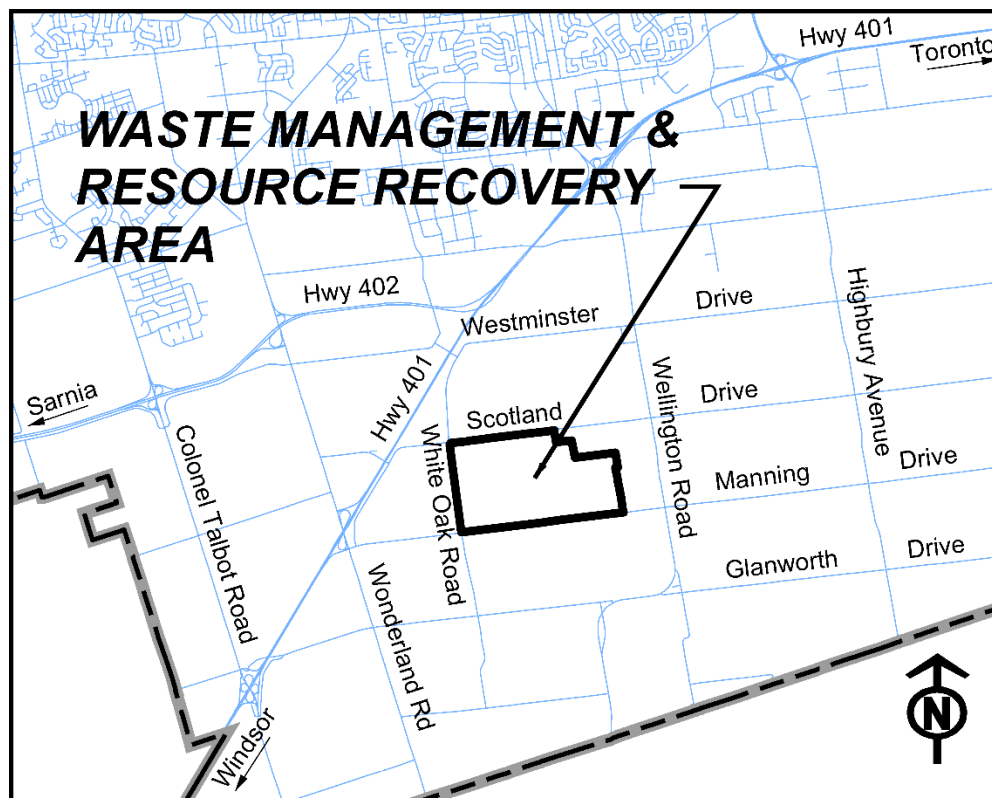 Hwy 401
Toronto
WASTE MANAGEMENT &
RESOURCE RECOVERY
AREA
Hwy 402
Westminster Drive
Highbury Avenue
Sarnia
Hwy 401
Scotland Drive
Wellington Road
Colonel Talbot Road
White Oak Road
Manning Drive
Glanworth Drive
Wonderland Rd
Windsor
N